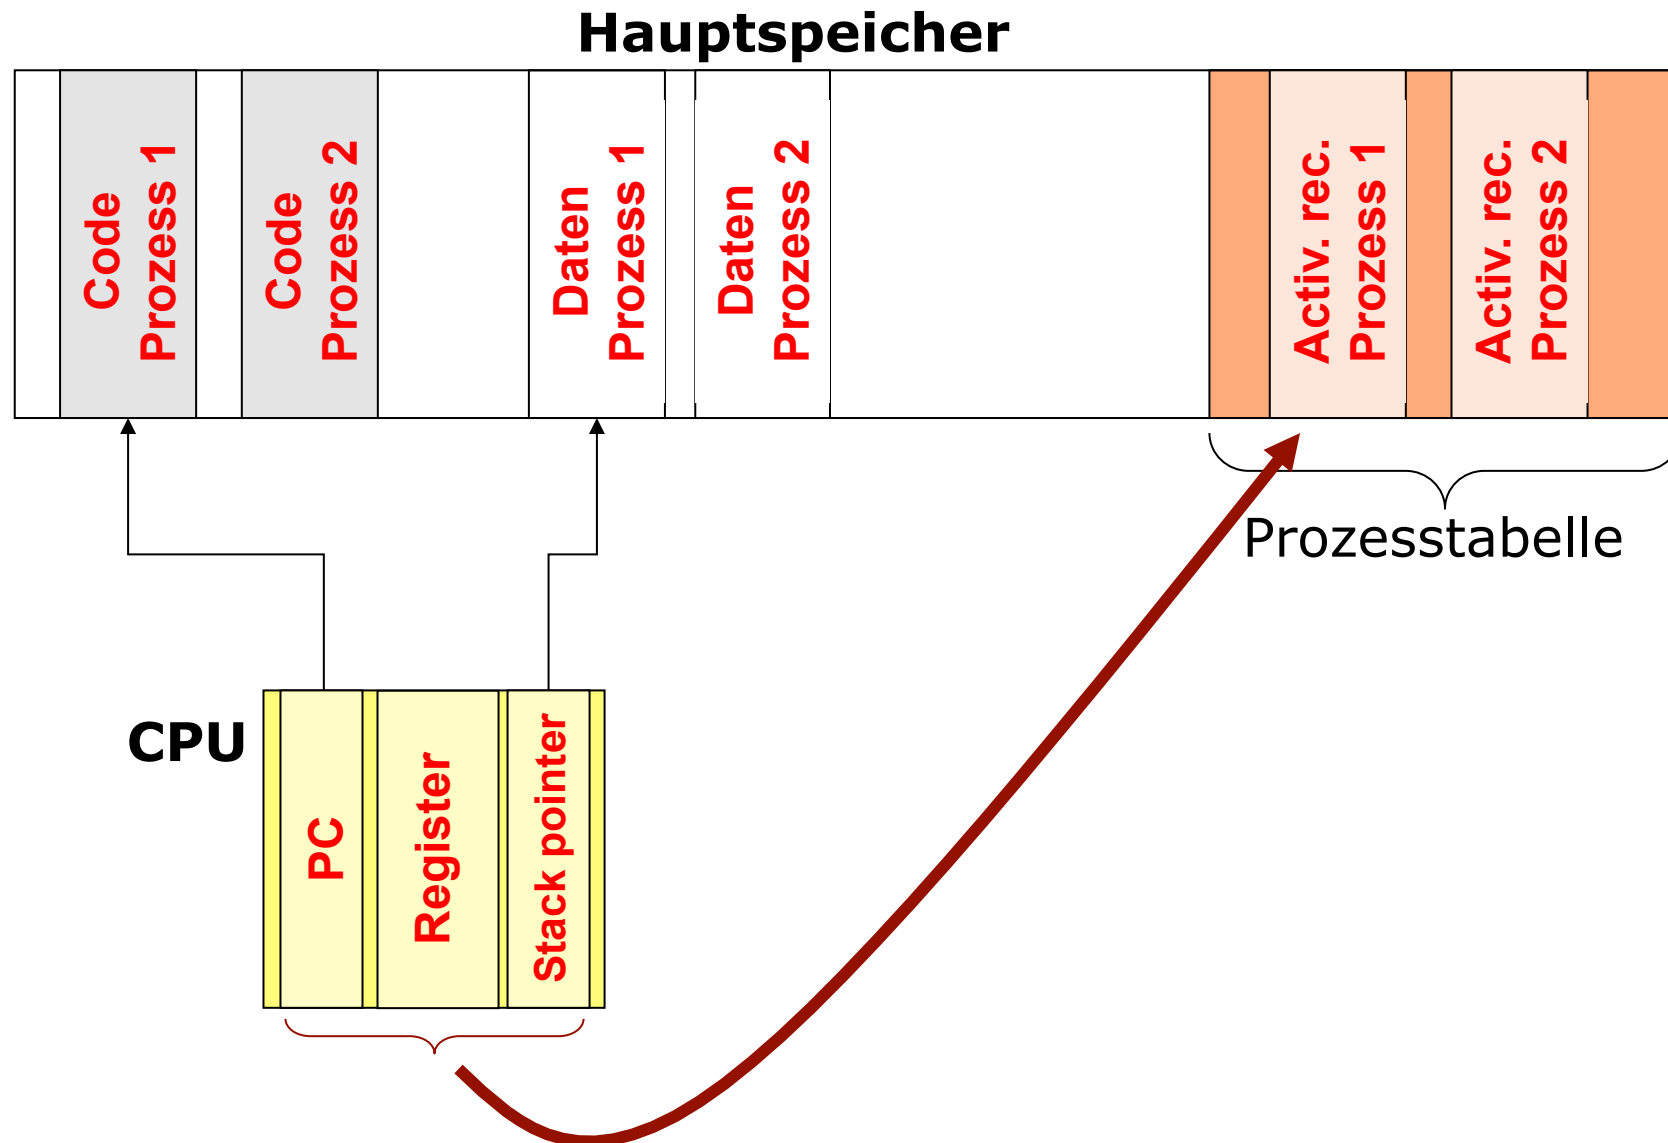 Hauptspeicher
Code
Prozess 1
Code
Prozess 2
Daten
Prozess 1
Daten
Prozess 2
Activ. rec.
Prozess 1
Activ. rec.
Prozess 2
Prozesstabelle
CPU
PC
Register
Stack pointer